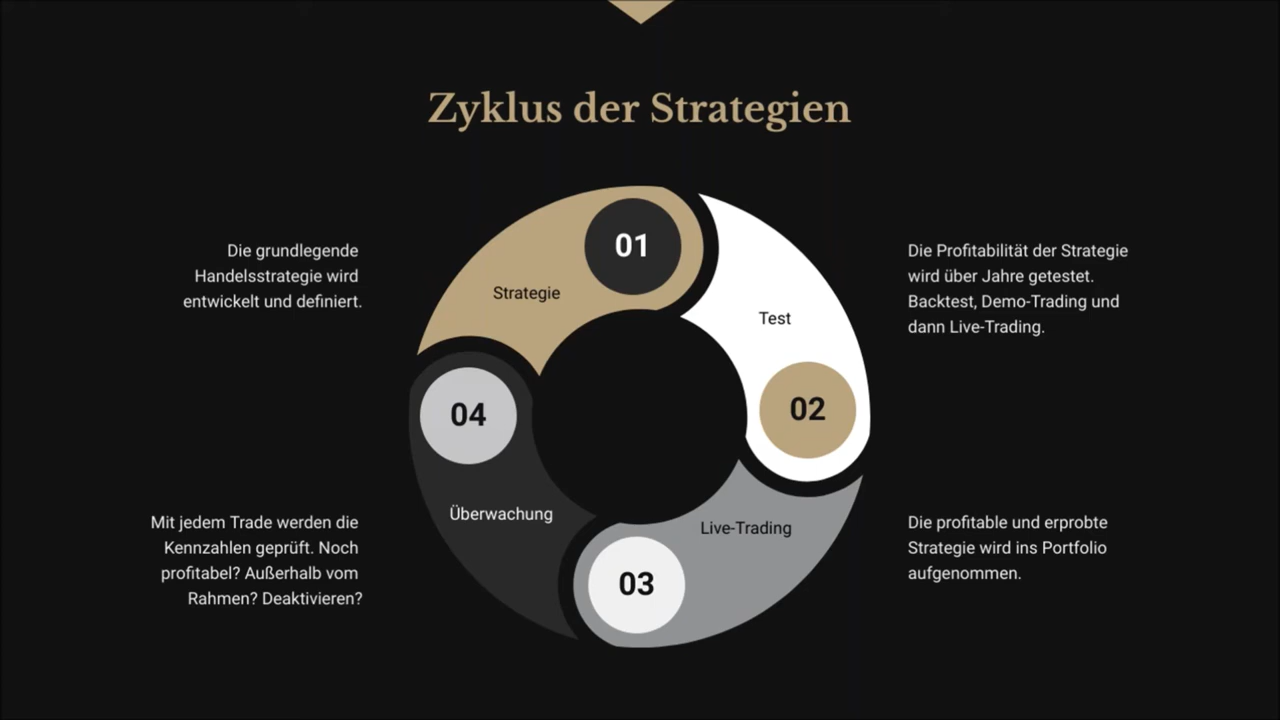 Zyklus der Strategien
01
Strategie
Die grundlegende
Handelsstrategie wird
entwickelt und definiert.
Test
02
Die Profitabilität der Strategie
wird über Jahre getestet.
Backtest, Demo-Trading und
dann Live-Trading.
Live-Trading
03
Die profitable und erprobte
Strategie wird ins Portfolio
aufgenommen.
04
Überwachung
Mit jedem Trade werden die
Kennzahlen geprüft. Noch
profitabel? Außerhalb vom
Rahmen? Deaktivieren?